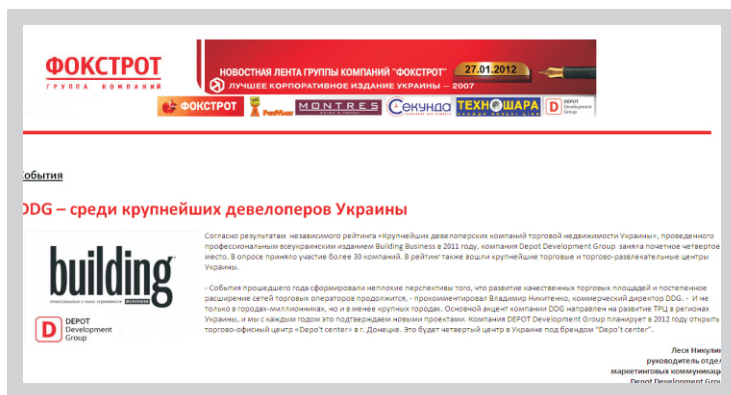 ФОКСТРОТ
ГРУППА КОМПАНИЙ
НОВОСТНАЯ ЛЕНТА ГРУППЫ КОМПАНИЙ "ФОКСТРОТ"
27.01.2012
ЛУЧШЕЕ КОРПОРАТИВНОЕ ИЗДАНИЕ УКРАИНЫ – 2007
ФОКСТРОТ
MONTRES
Секунда
ТЕХНОШАРА
D DEPOT
Development
Group
События
DDG – среди крупнейших девелоперов Украины
building
business
D DEPOT
Development
Group
Согласно результатам независимого рейтинга «Крупнейших девелоперских компаний торговой недвижимости Украины», проведенного
профессиональным всеукраинским изданием Building Business в 2011 году, компания Depot Development Group заняла почетное четвертое
место. В опросе приняло участие более 30 компаний. В рейтинг также вошли крупнейшие торговые и торгово-развлекательные центры
Украины.
- События прошедшего года сформировали неплохие перспективы того, что развитие качественных торговых площадей и постепенное
расширение сетей торговых операторов продолжится, - прокомментировал Владимир Никитенко, коммерческий директор DDG. - И не
только в городах-миллионниках, но и в менее крупных городах. Основной акцент компании DDG направлен на развитие ТРЦ в регионах
Украины, и мы с каждым годом это подтверждаем новыми проектами. Компания DEPOT Development Group планирует в 2012 году открыть
торгово-офисный центр «Depo't center» в г. Донецке. Это будет четвертый центр в Украине под брендом "Depo't center".
Леся Никулин
руководитель отдел
маркетинговых коммуникаци
Depot Development Grou